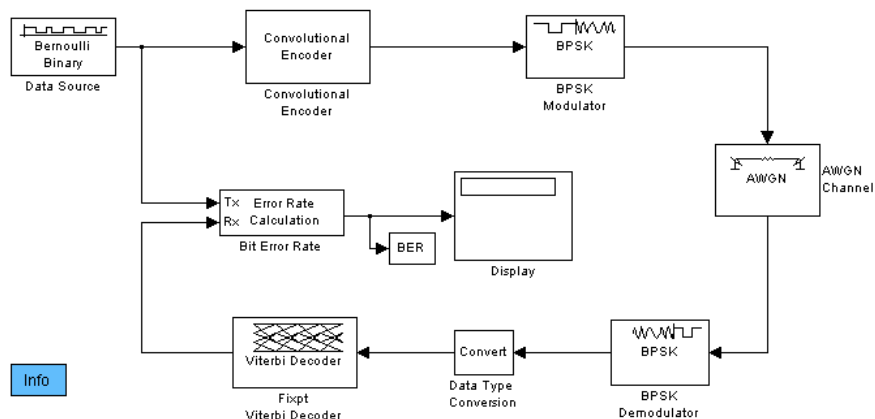 Bernoulli
Binary
Data Source
Convolutional
Encoder
Convolutional
Encoder
BPSK
BPSK
Modulator
AWGN
AWGN
Channel
Tx
Rx
Error Rate
Calculation
Bit Error Rate
BER
Display
Viterbi Decoder
Fixpt
Viterbi Decoder
Convert
Data Type
Conversion
BPSK
BPSK
Demodulator
Info